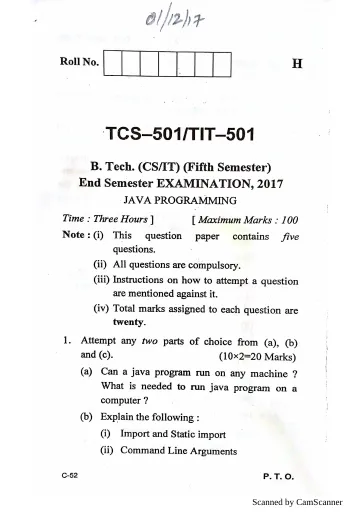 01/12/17
Roll No.
H
TCS–501/TIT–501
B. Tech. (CS/IT) (Fifth Semester)
End Semester EXAMINATION, 2017
JAVA PROGRAMMING
Time : Three Hours ] [ Maximum Marks : 100
Note : (i) This question paper contains five
questions.
(ii) All questions are compulsory.
(iii) Instructions on how to attempt a question
are mentioned against it.
(iv) Total marks assigned to each question are
twenty.
1. Attempt any two parts of choice from (a), (b)
and (c). (10×2=20 Marks)
(a) Can a java program run on any machine ?
What is needed to run java program on a
computer ?
(b) Explain the following :
(i) Import and Static import
(ii) Command Line Arguments
C-52 P. T. O.
Scanned by CamScanner